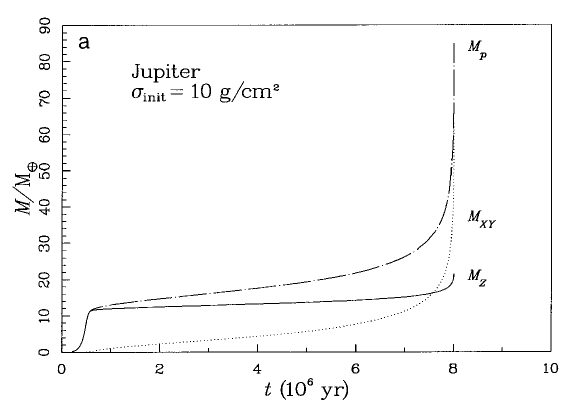 a
Jupiter
σinit = 10 g/cm²
M/M⊕
90
80
70
60
50
40
30
20
10
0
Mp
MXY
MZ
0 2 4 6 8 10
t (10⁶ yr)